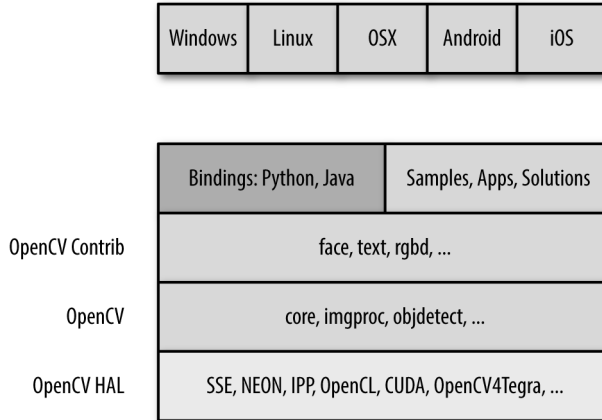 Windows Linux OSX Android iOS
Bindings: Python, Java Samples, Apps, Solutions
OpenCV Contrib face, text, rgbd, ...
OpenCV core, imgproc, objdetect, ...
OpenCV HAL SSE, NEON, IPP, OpenCL, CUDA, OpenCV4Tegra, ...